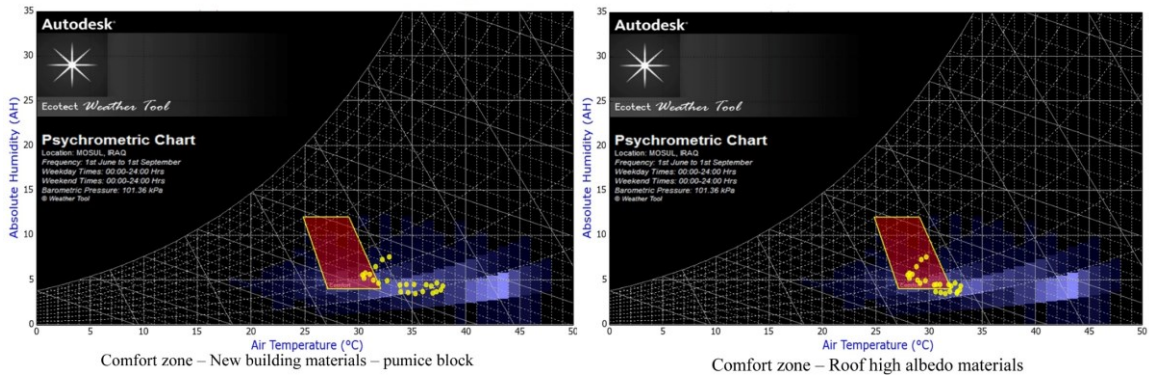 Autodesk™
Ecotect Weather Tool
Psychrometric Chart
Location: MOSUL, IRAQ
Frequency: 1st June to 1st September
Weekday Times: 00:00-24:00 Hrs
Weekend Times: 00:00-24:00 Hrs
Barometric Pressure: 101.36 kPa
© Weather Tool
Absolute Humidity (AH)
35
30
25
20
15
10
5
0
Comfort
0 5 10 15 20 25 30 35 40 45 50
Air Temperature (°C)
Comfort zone – New building materials – pumice block
Autodesk™
Ecotect Weather Tool
Psychrometric Chart
Location: MOSUL, IRAQ
Frequency: 1st June to 1st September
Weekday Times: 00:00-24:00 Hrs
Weekend Times: 00:00-24:00 Hrs
Barometric Pressure: 101.36 kPa
© Weather Tool
Absolute Humidity (AH)
35
30
25
20
15
10
5
0
0 5 10 15 20 25 30 35 40 45 50
Air Temperature (°C)
Comfort zone – Roof high albedo materials